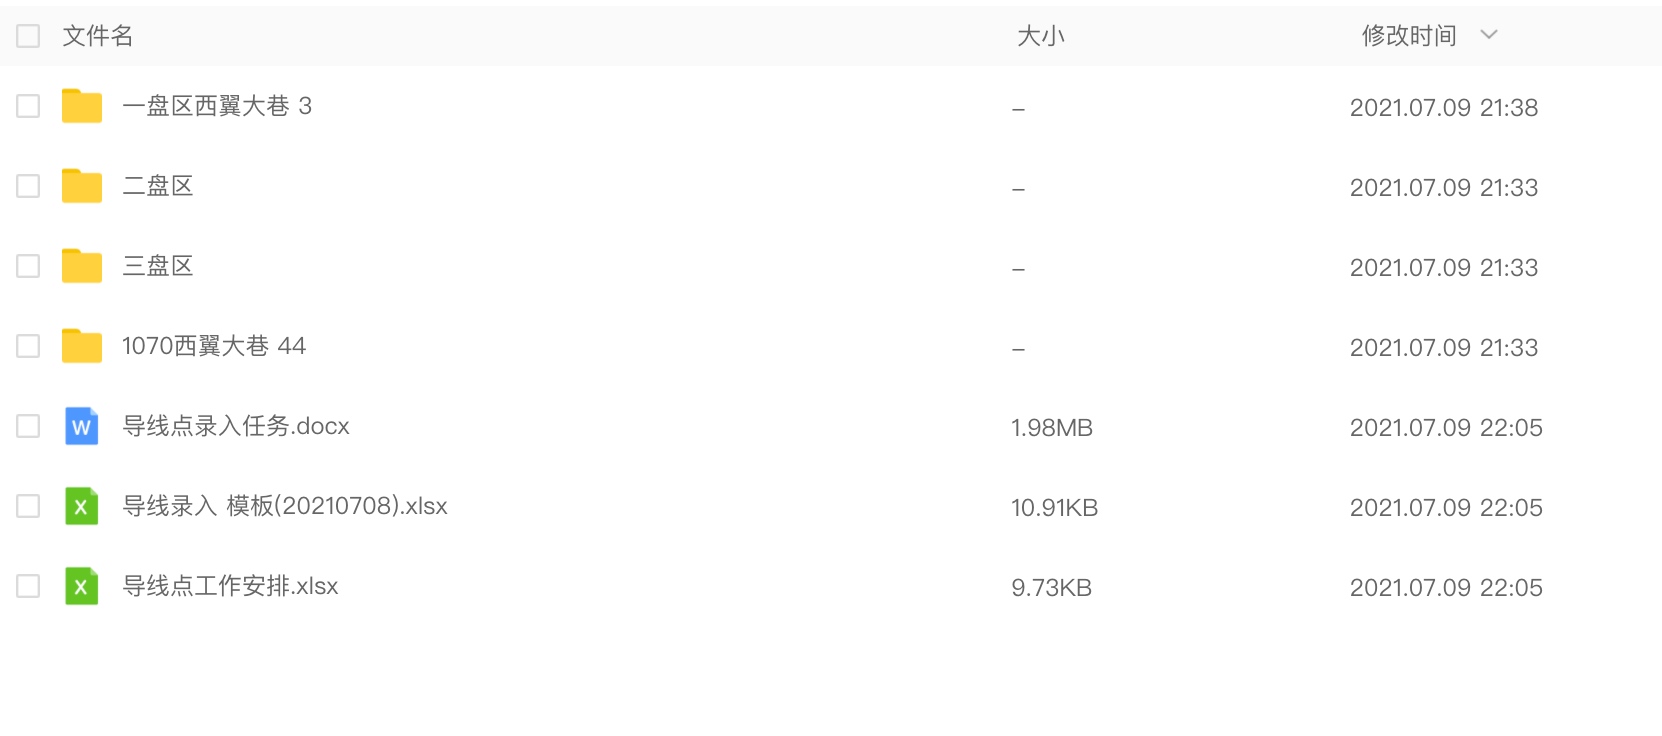 文件名 大小 修改时间
一盘区西翼大巷 3 – 2021.07.09 21:38
二盘区 – 2021.07.09 21:33
三盘区 – 2021.07.09 21:33
1070西翼大巷 44 – 2021.07.09 21:33
W 导线点录入任务.docx 1.98MB 2021.07.09 22:05
X 导线录入 模板(20210708).xlsx 10.91KB 2021.07.09 22:05
X 导线点工作安排.xlsx 9.73KB 2021.07.09 22:05